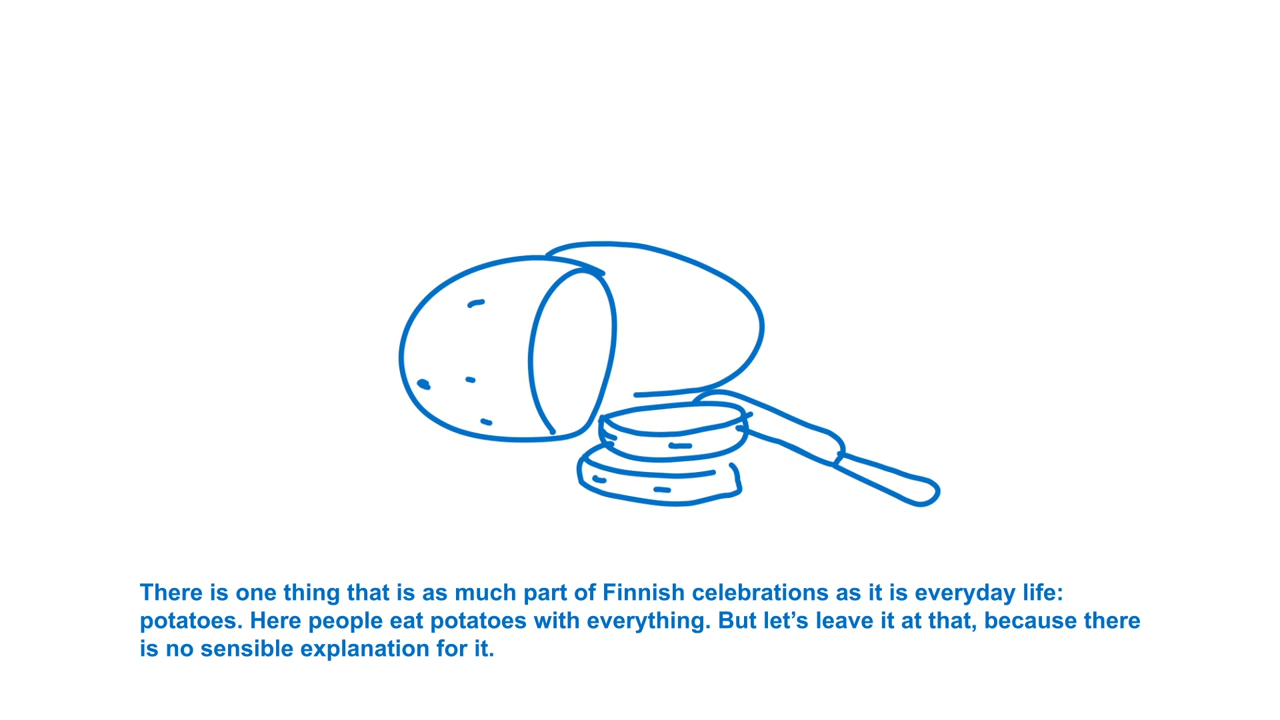 There is one thing that is as much part of Finnish celebrations as it is everyday life:
potatoes. Here people eat potatoes with everything. But let’s leave it at that, because there
is no sensible explanation for it.